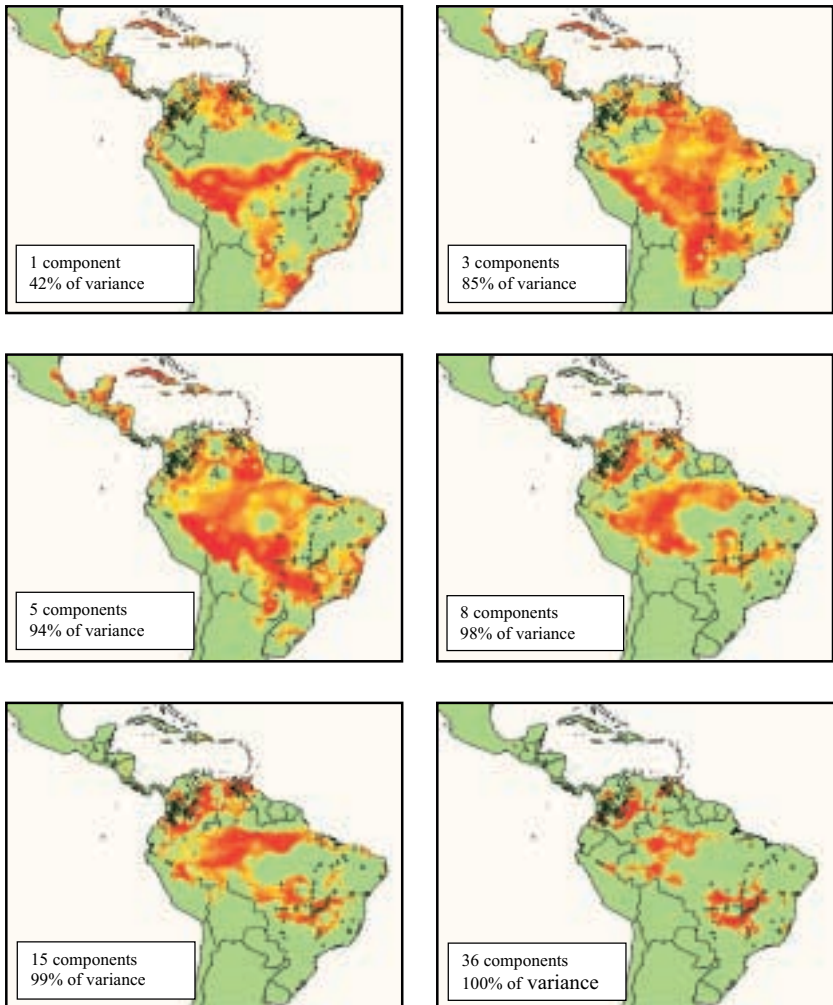 1 component
42% of variance
3 components
85% of variance
5 components
94% of variance
8 components
98% of variance
15 components
99% of variance
36 components
100% of variance